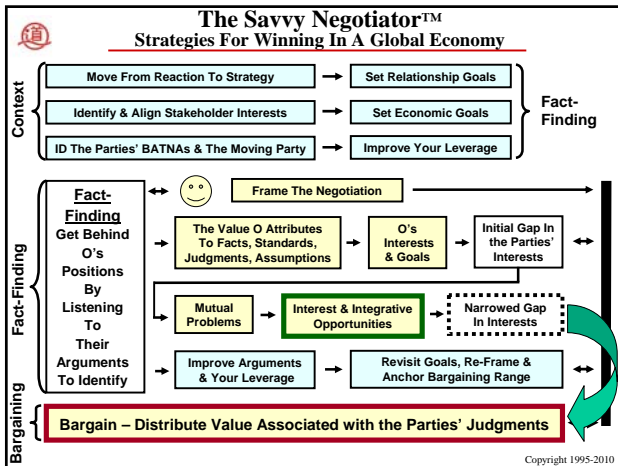 道
The Savvy Negotiator™
Strategies For Winning In A Global Economy
Context
Move From Reaction To Strategy
Set Relationship Goals
Identify & Align Stakeholder Interests
Set Economic Goals
ID The Parties' BATNAs & The Moving Party
Improve Your Leverage
Fact-
Finding
Fact-Finding
Fact-
Finding
Get Behind
O's
Positions
By
Listening
To
Their
Arguments
To Identify
Frame The Negotiation
The Value O Attributes
To Facts, Standards,
Judgments, Assumptions
O's
Interests
& Goals
Initial Gap In
the Parties'
Interests
Mutual
Problems
Interest & Integrative
Opportunities
Narrowed Gap
In Interests
Improve Arguments
& Your Leverage
Revisit Goals, Re-Frame &
Anchor Bargaining Range
Bargaining
Bargain – Distribute Value Associated with the Parties' Judgments
Copyright 1995-2010